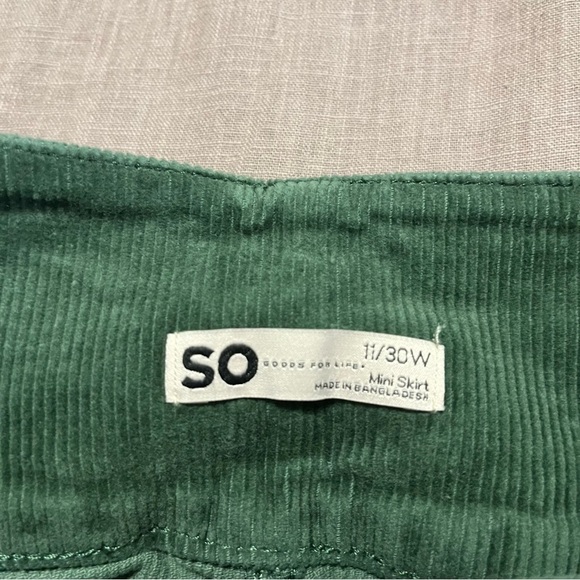 SO GOODS FOR LIFE. 11/30W
Mini Skirt
MADE IN BANGLADESH